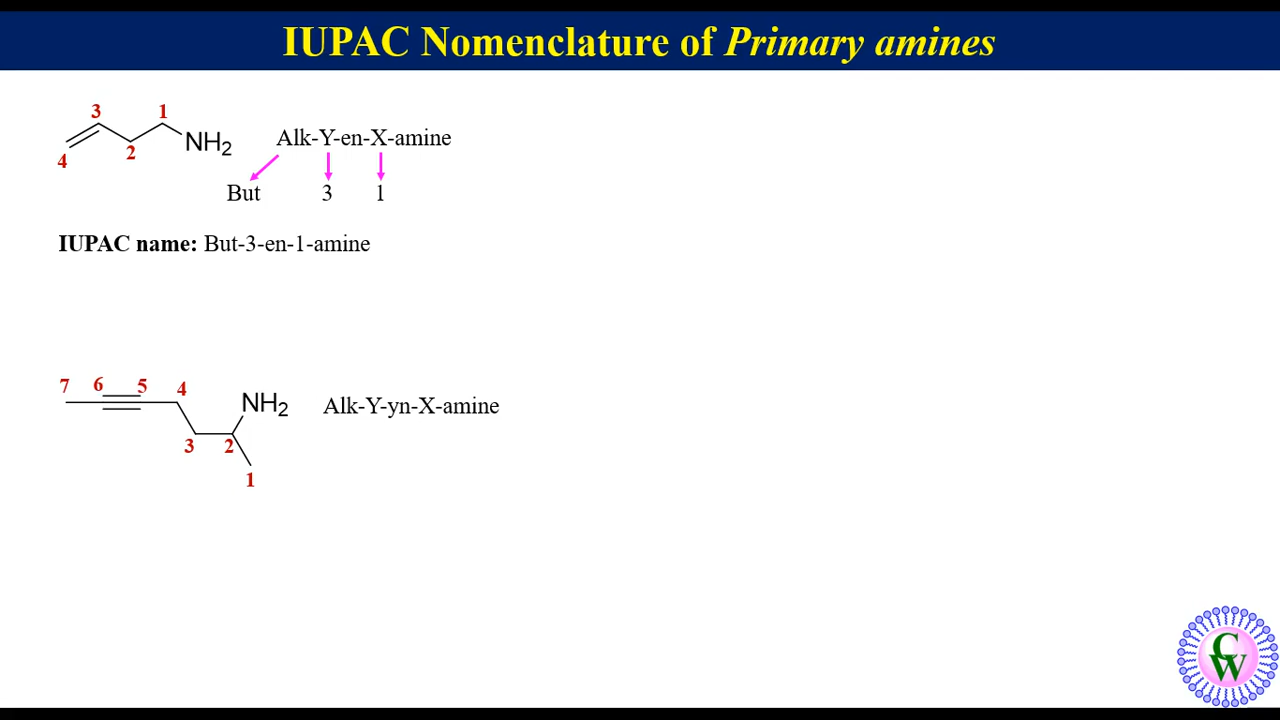 IUPAC Nomenclature of Primary amines
3 1
NH2 Alk-Y-en-X-amine
4 2
But 3 1
IUPAC name: But-3-en-1-amine
7 6 5 4
NH2 Alk-Y-yn-X-amine
3 2
1
CW